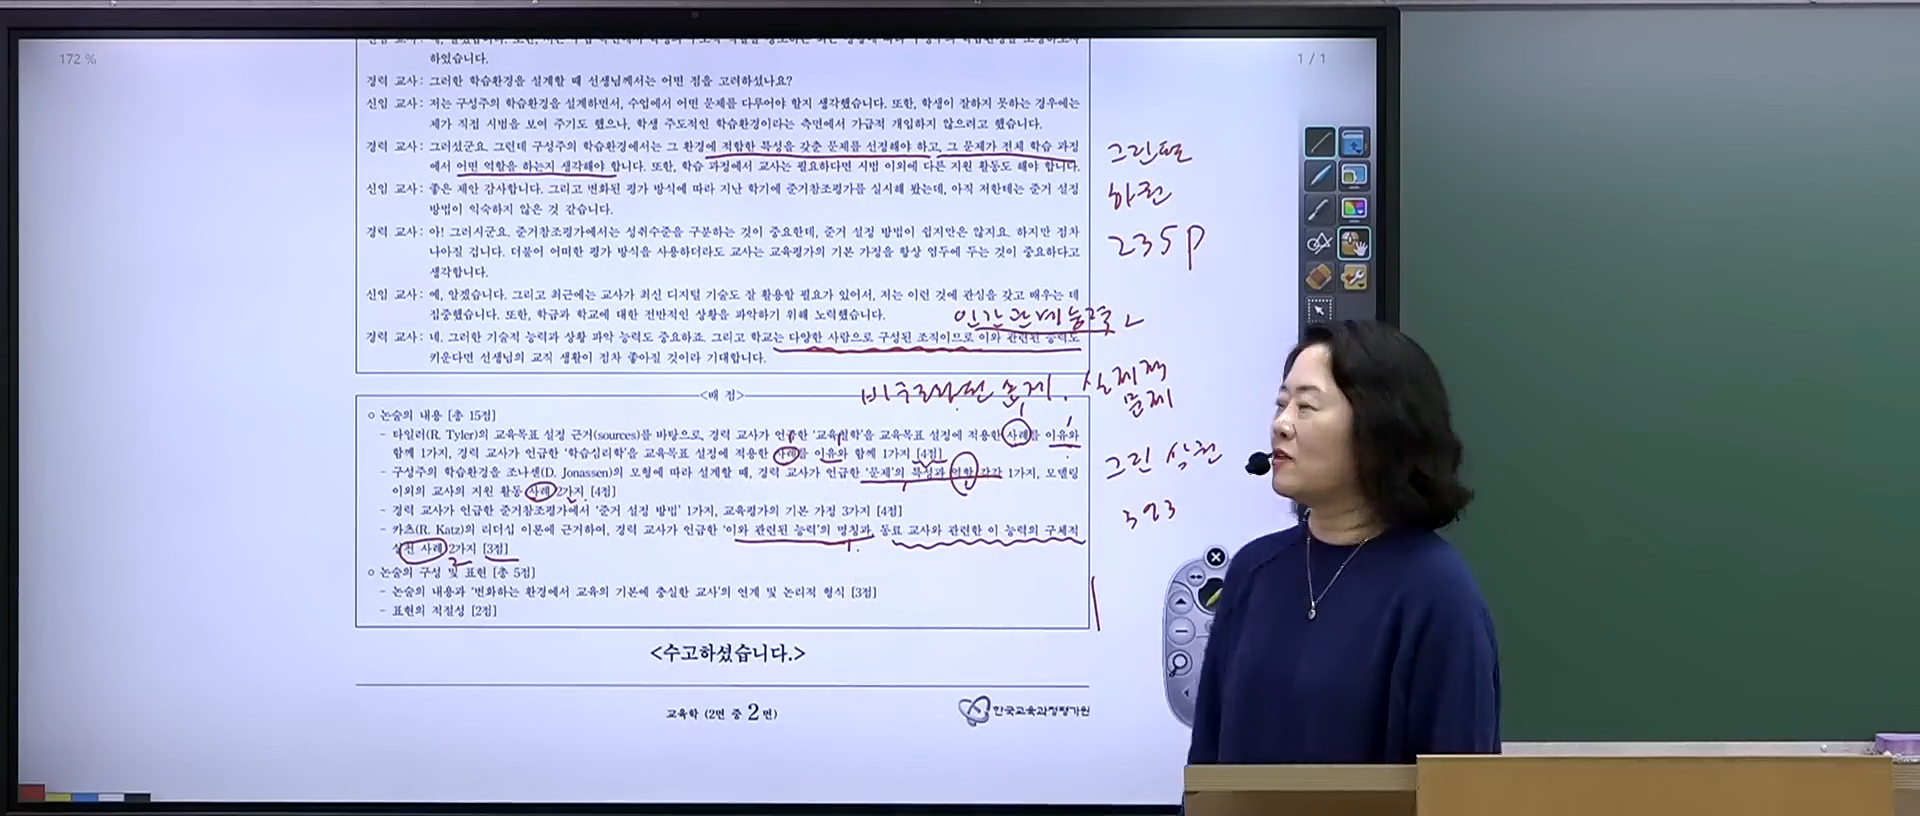 172 %
1 / 1
하였습니다.
경력 교사: 그러한 학습환경을 설계할 때 선생님께서는 어떤 점을 고려하셨나요?
신임 교사: 저는 구성주의 학습환경을 설계하면서, 수업에서 어떤 문제를 다루어야 할지 생각했습니다. 또한, 학생이 잘하지 못하는 경우에는
제가 직접 시범을 보여 주기도 했으나, 학생 주도적인 학습환경이라는 측면에서 가급적 개입하지 않으려고 했습니다.
경력 교사: 그러셨군요. 그런데 구성주의 학습환경에서는 그 환경에 적합한 특성을 갖춘 문제를 선정해야 하고, 그 문제가 전체 학습 과정
에서 어떤 역할을 하는지 생각해야 합니다. 또한, 학습 과정에서 교사는 필요하다면 시범 이외에 다른 지원 활동도 해야 합니다.
신임 교사: 좋은 제안 감사합니다. 그리고 변화된 평가 방식에 따라 지난 학기에 준거참조평가를 실시해 봤는데, 아직 저한테는 준거 설정
방법이 익숙하지 않은 것 같습니다.
경력 교사: 아! 그러시군요. 준거참조평가에서는 성취수준을 구분하는 것이 중요한데, 준거 설정 방법이 쉽지만은 않지요. 하지만 점차
나아질 겁니다. 더불어 어떠한 평가 방식을 사용하더라도 교사는 교육평가의 기본 가정을 항상 염두에 두는 것이 중요하다고
생각합니다.
신임 교사: 예, 알겠습니다. 그리고 최근에는 교사가 최신 디지털 기술도 잘 활용할 필요가 있어서, 저는 이런 것에 관심을 갖고 배우는 데
집중했습니다. 또한, 학급과 학교에 대한 전반적인 상황을 파악하기 위해 노력했습니다.
경력 교사: 네. 그러한 기술적 능력과 상황 파악 능력도 중요하죠. 그리고 학교는 다양한 사람으로 구성된 조직이므로 이와 관련된 능력도
키운다면 선생님의 교직 생활이 점차 좋아질 것이라 기대합니다.
하권
235p
인간관계능력
실제적
문제
<배 점>
○ 논술의 내용 [총 15점]
- 타일러(R. Tyler)의 교육목표 설정 근거(sources)를 바탕으로, 경력 교사가 언급한 '교육철학'을 교육목표 설정에 적용한 사례를 이유와
함께 1가지, 경력 교사가 언급한 '학습심리학'을 교육목표 설정에 적용한 사례를 이유와 함께 1가지 [4점]
- 구성주의 학습환경을 조나센(D. Jonassen)의 모형에 따라 설계할 때, 경력 교사가 언급한 '문제'의 특성과 역할 각각 1가지, 모델링
이외의 교사의 지원 활동 사례 2가지 [4점]
- 경력 교사가 언급한 준거참조평가에서 '준거 설정 방법' 1가지, 교육평가의 기본 가정 3가지 [4점]
- 카츠(R. Katz)의 리더십 이론에 근거하여, 경력 교사가 언급한 '이와 관련된 능력'의 명칭과, 동료 교사와 관련한 이 능력의 구체적
실천 사례 2가지 [3점]
○ 논술의 구성 및 표현 [총 5점]
- 논술의 내용과 '변화하는 환경에서 교육의 기본에 충실한 교사'의 연계 및 논리적 형식 [3점]
- 표현의 적절성 [2점]
323
<수고하셨습니다.>
교육학 (2면 중 2면)
한국교육과정평가원